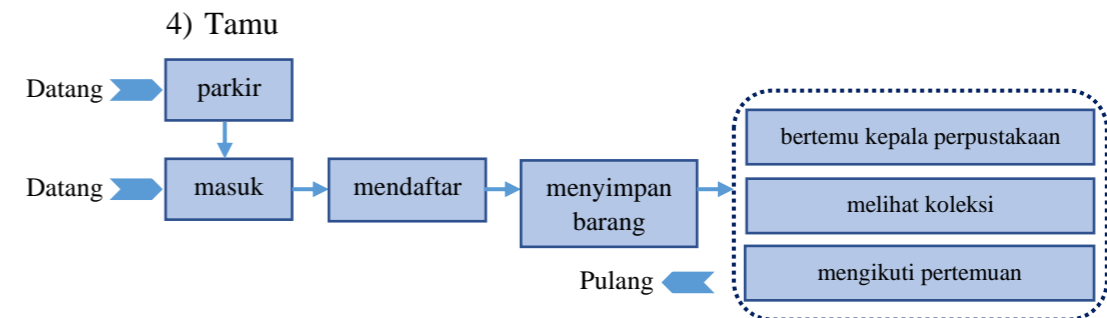 4) Tamu
Datang
parkir
Datang
masuk
mendaftar
menyimpan
barang
bertemu kepala perpustakaan
melihat koleksi
mengikuti pertemuan
Pulang